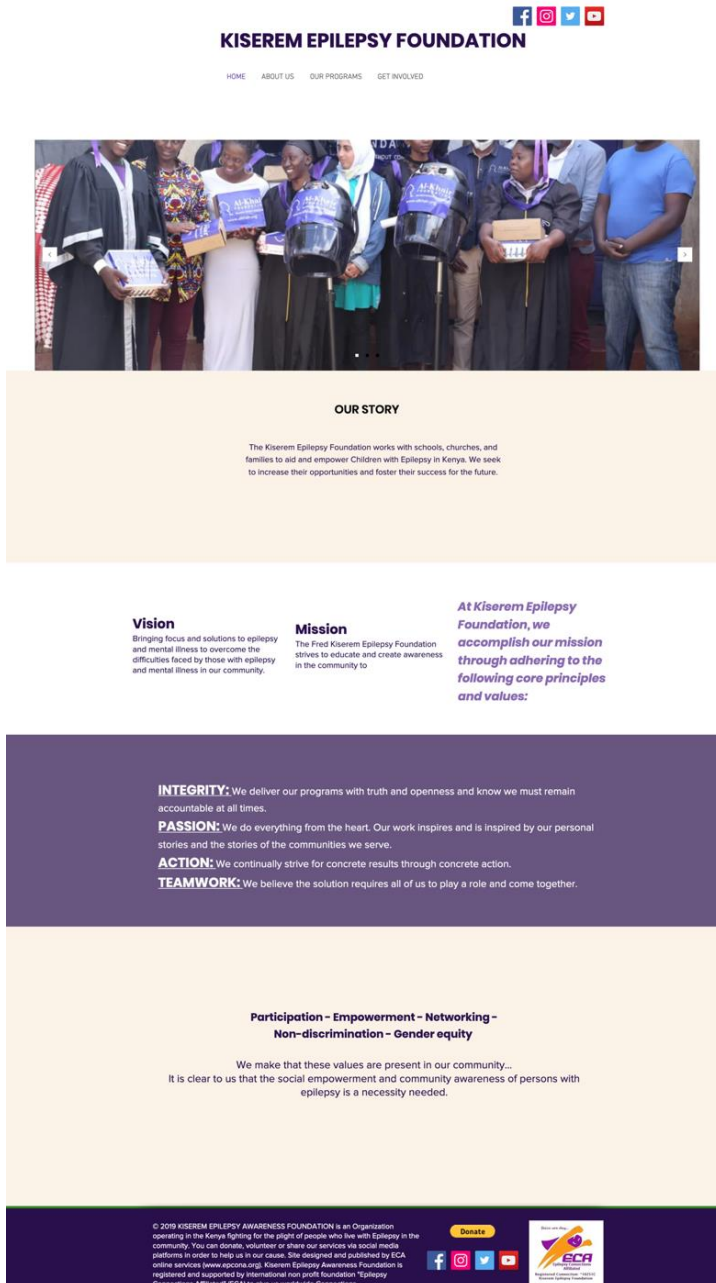 KISEREM EPILEPSY FOUNDATION
HOME ABOUT US OUR PROGRAMS GET INVOLVED
OUR STORY
The Kiserem Epilepsy Foundation works with schools, churches, and
families to aid and empower Children with Epilepsy in Kenya. We seek
to increase their opportunities and foster their success for the future.
Vision
Bringing focus and solutions to epilepsy
and mental illness to overcome the
difficulties faced by those with epilepsy
and mental illness in our community.
Mission
The Fred Kiserem Epilepsy Foundation
strives to educate and create awareness
in the community to
At Kiserem Epilepsy
Foundation, we
accomplish our mission
through adhering to the
following core principles
and values:
INTEGRITY: We deliver our programs with truth and openness and know we must remain
accountable at all times.
PASSION: We do everything from the heart. Our work inspires and is inspired by our personal
stories and the stories of the communities we serve.
ACTION: We continually strive for concrete results through concrete action.
TEAMWORK: We believe the solution requires all of us to play a role and come together.
Participation - Empowerment - Networking -
Non-discrimination - Gender equity
We make that these values are present in our community...
It is clear to us that the social empowerment and community awareness of persons with
epilepsy is a necessity needed.
© 2019 KISEREM EPILEPSY AWARENESS FOUNDATION is an Organization
operating in the Kenya fighting for the plight of people who live with Epilepsy in the
community. You can donate, volunteer or share our services via social media
platforms in order to help us in our cause. Site designed and published by ECA
online services (www.epcona.org). Kiserem Epilepsy Awareness Foundation is
registered and supported by international non profit foundation "Epilepsy
Donate
ECA